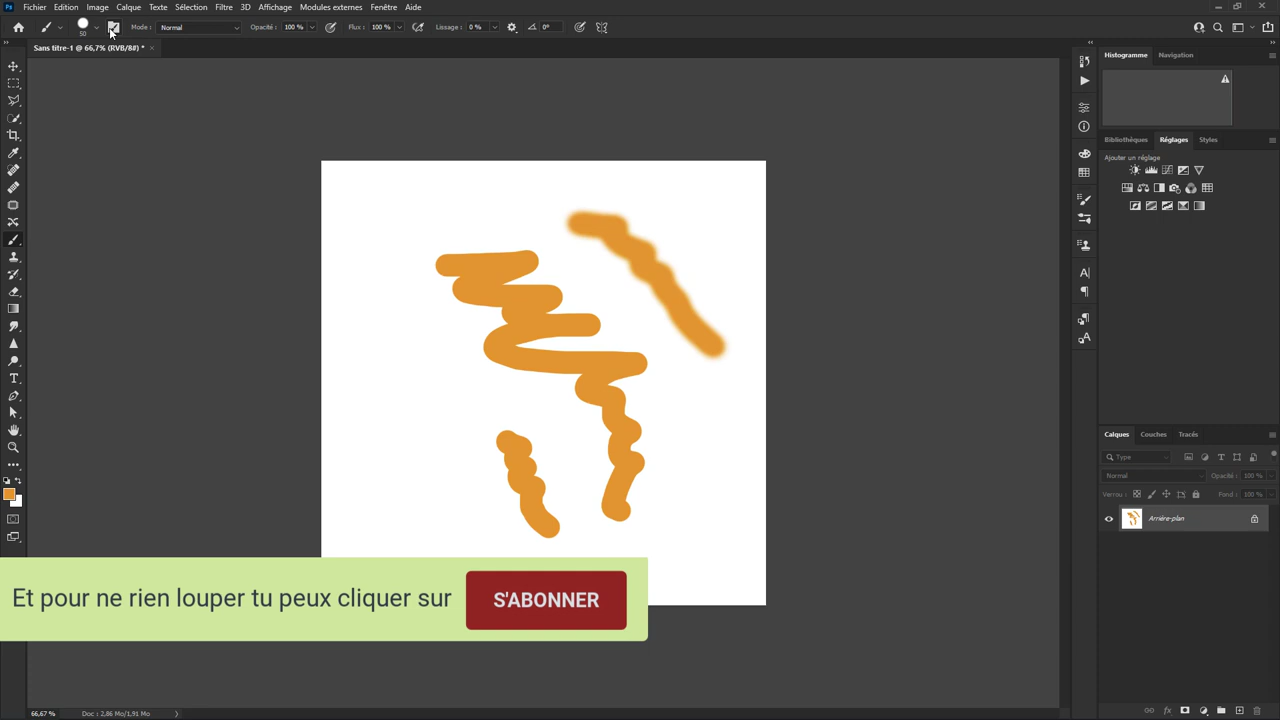 Ps Fichier Edition Image Calque Texte Sélection Filtre 3D Affichage Modules externes Fenêtre Aide
50 Mode : Normal Opacité : 100 % Flux : 100 % Lissage : 0 % 0°
Sans titre-1 @ 66,7% (RVB/8#) * ×
Histogramme Navigation
Bibliothèques Réglages Styles
Ajouter un réglage
Calques Couches Tracés
Type
Normal Opacité : 100 %
Verrou : Fond : 100 %
Arrière-plan
Et pour ne rien louper tu peux cliquer sur S'ABONNER
66,67 % Doc : 2,86 Mo/1,91 Mo